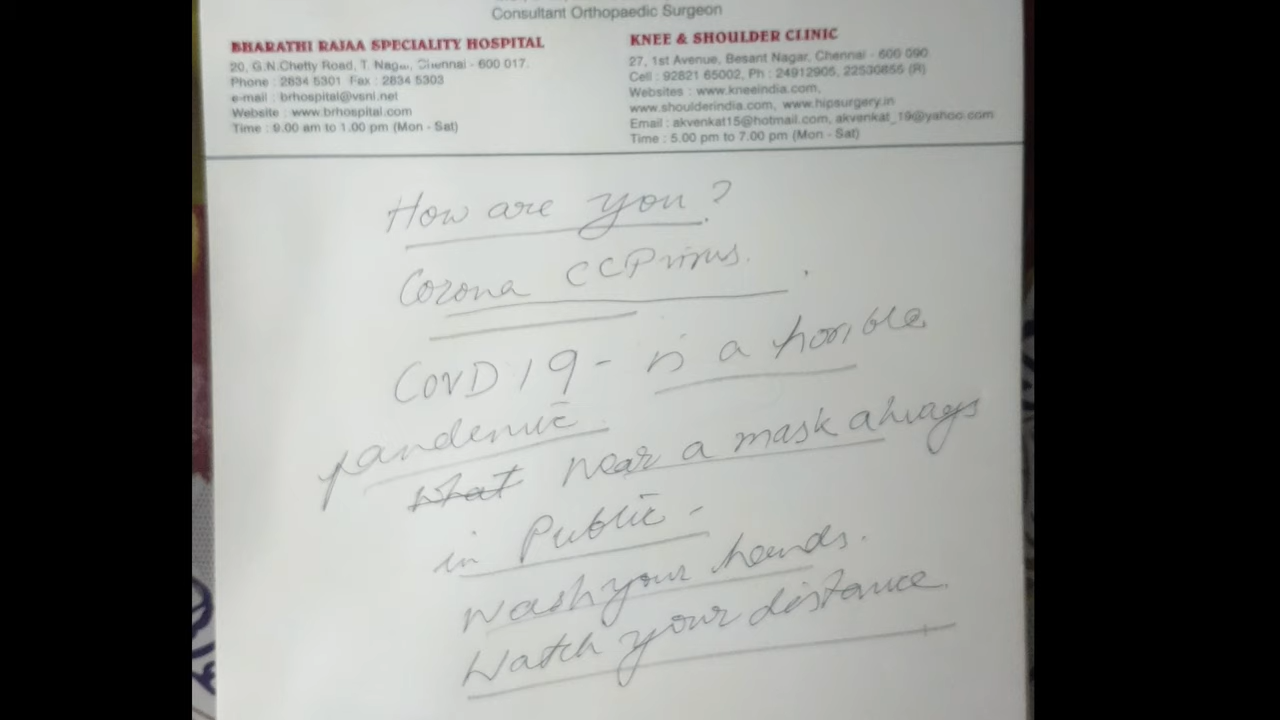 Consultant Orthopaedic Surgeon
BHARATHI RAJAA SPECIALITY HOSPITAL
20, G.N.Chetty Road, T. Nagar, Chennai - 600 017.
Phone : 2834 5301 Fax : 2834 5303
e-mail : brhospital@vsnl.net
Website : www.brhospital.com
Time : 9.00 am to 1.00 pm (Mon - Sat)
KNEE & SHOULDER CLINIC
27, 1st Avenue, Besant Nagar, Chennai - 600 090
Cell : 92821 65002, Ph : 24912905, 22530855 (R)
Websites : www.kneeindia.com,
www.shoulderindia.com, www.hipsurgery.in
Email : akvenkat15@hotmail.com, akvenkat_19@yahoo.com
Time : 5.00 pm to 7.00 pm (Mon - Sat)
How are you?
Corona CCP virus.
COVD 19 - is a horrible
pandemic.
what wear a mask always
in Public -
wash your hands.
Watch your distance.